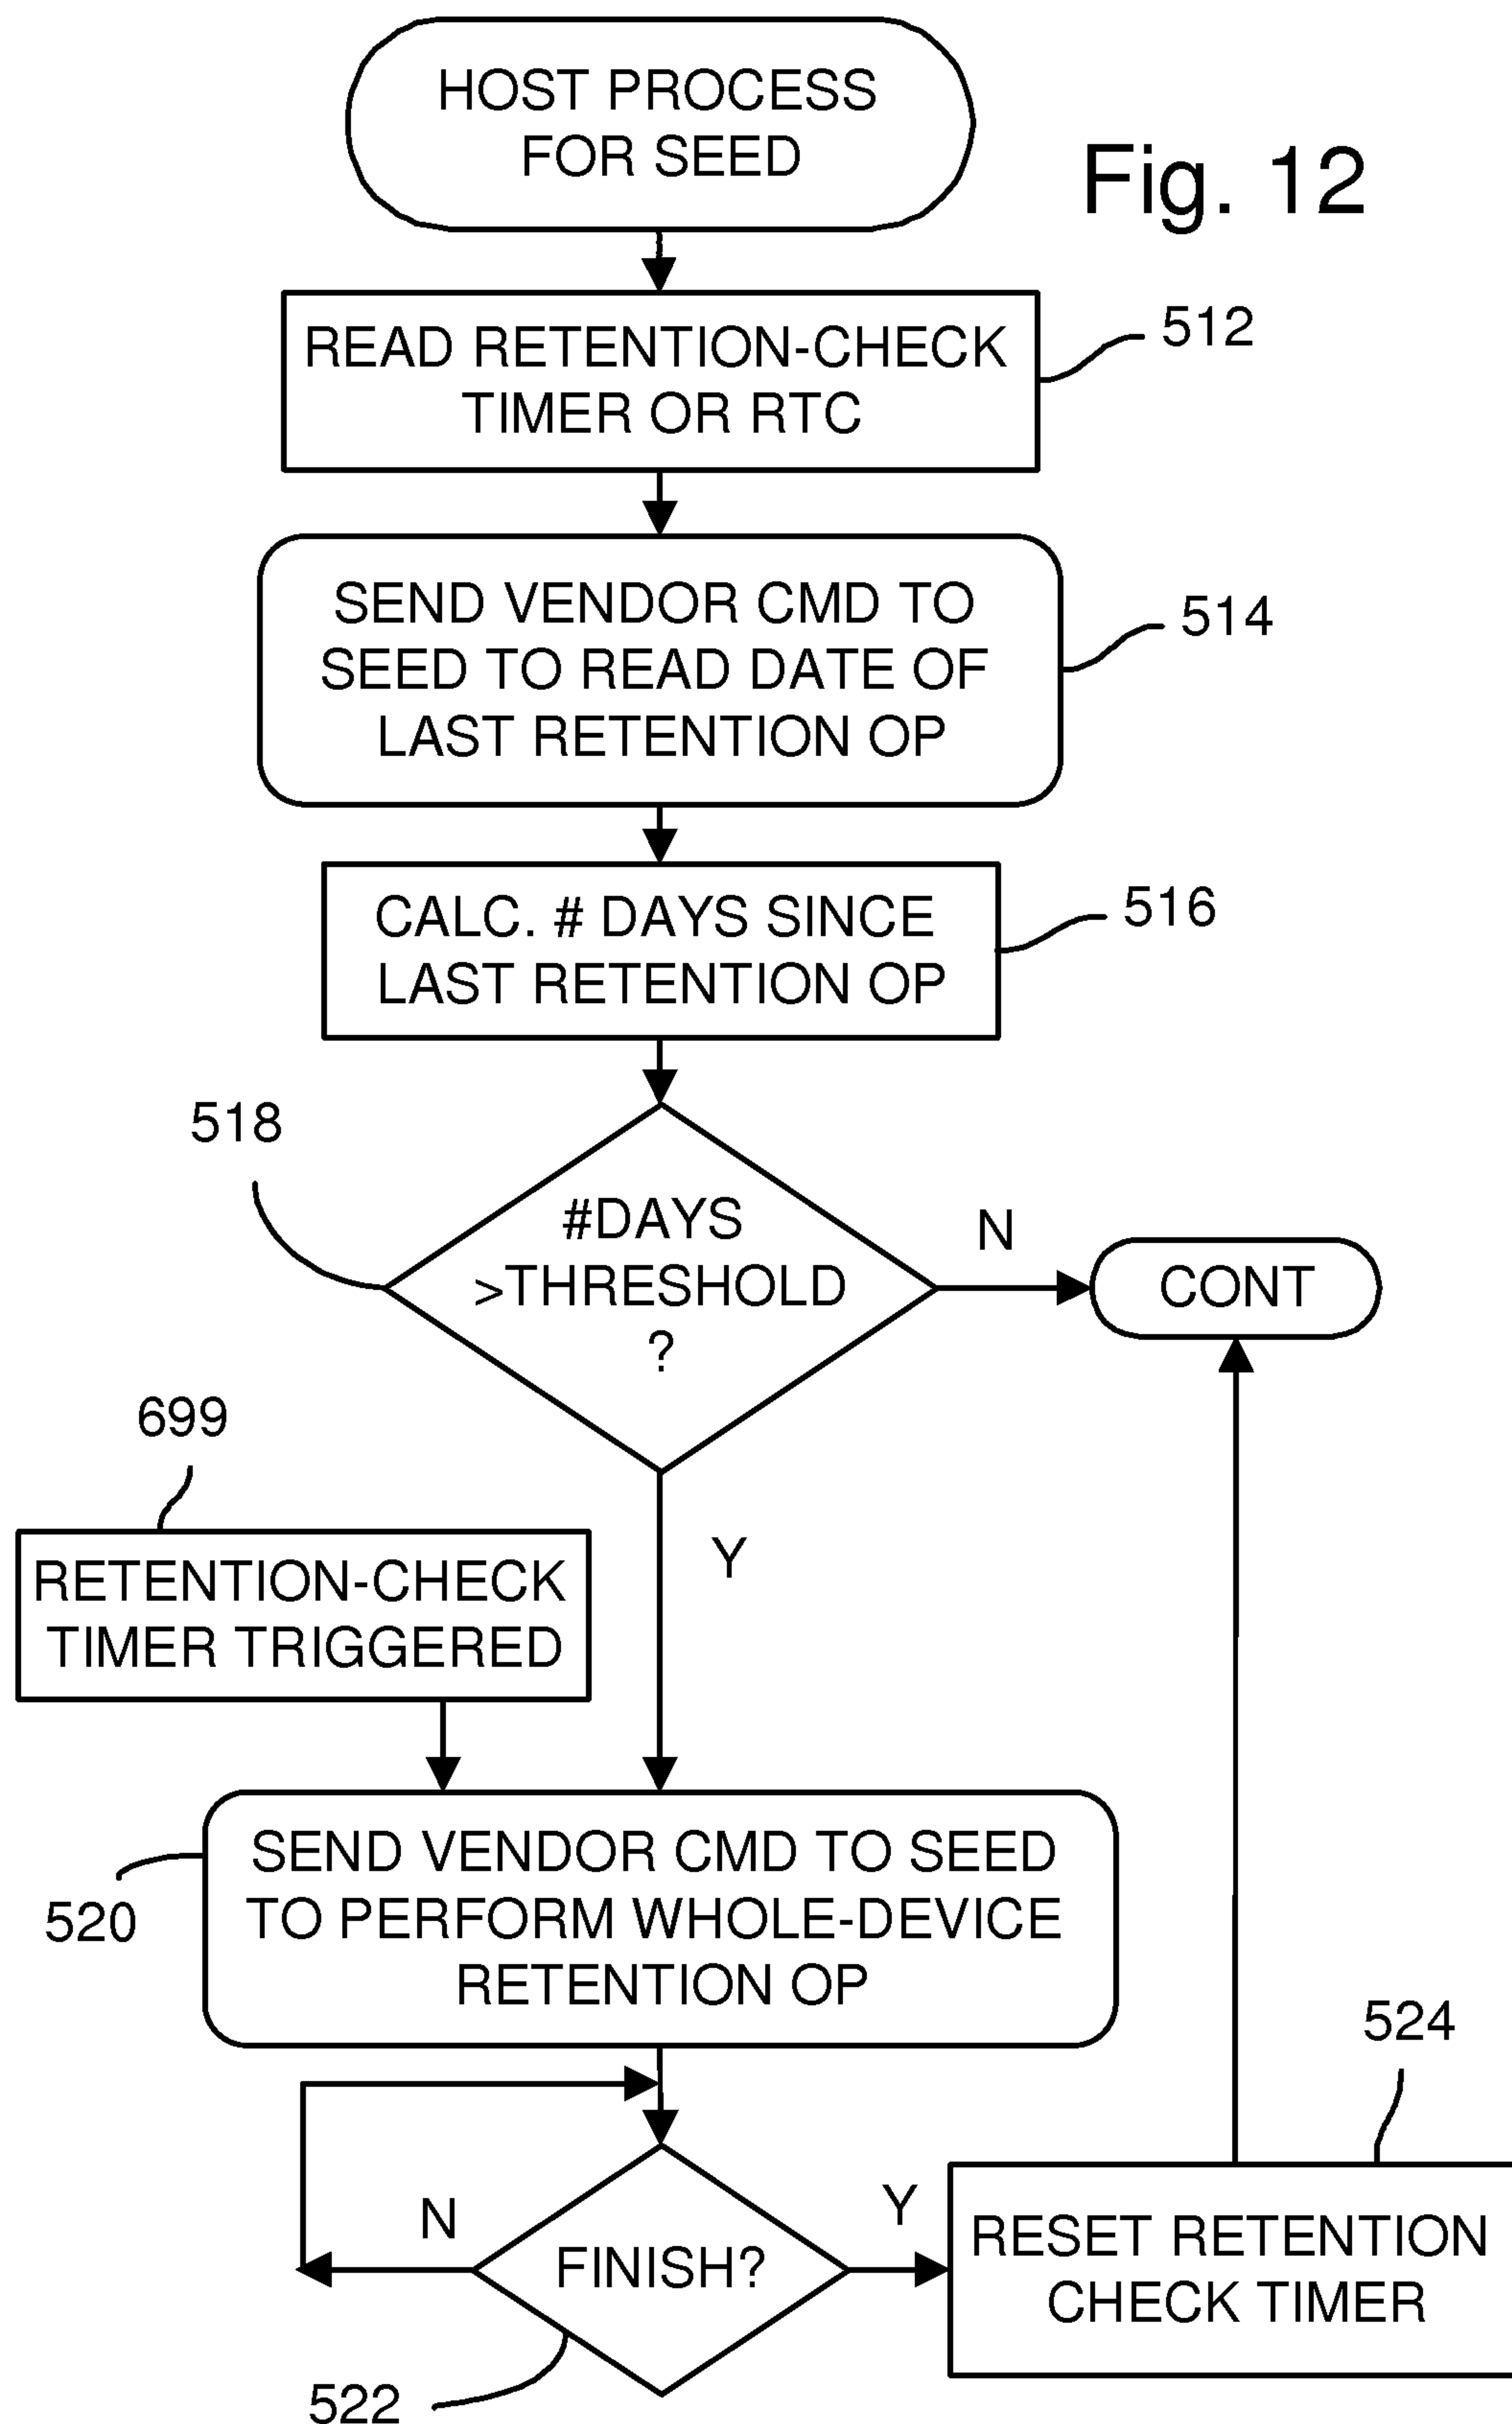 HOST PROCESS
FOR SEED
Fig. 12
READ RETENTION-CHECK
TIMER OR RTC
512
SEND VENDOR CMD TO
SEED TO READ DATE OF
LAST RETENTION OP
514
CALC. # DAYS SINCE
LAST RETENTION OP
516
518
#DAYS
>THRESHOLD
?
N
CONT
699
Y
RETENTION-CHECK
TIMER TRIGGERED
SEND VENDOR CMD TO SEED
TO PERFORM WHOLE-DEVICE
RETENTION OP
520
524
N
FINISH?
Y
RESET RETENTION
CHECK TIMER
522